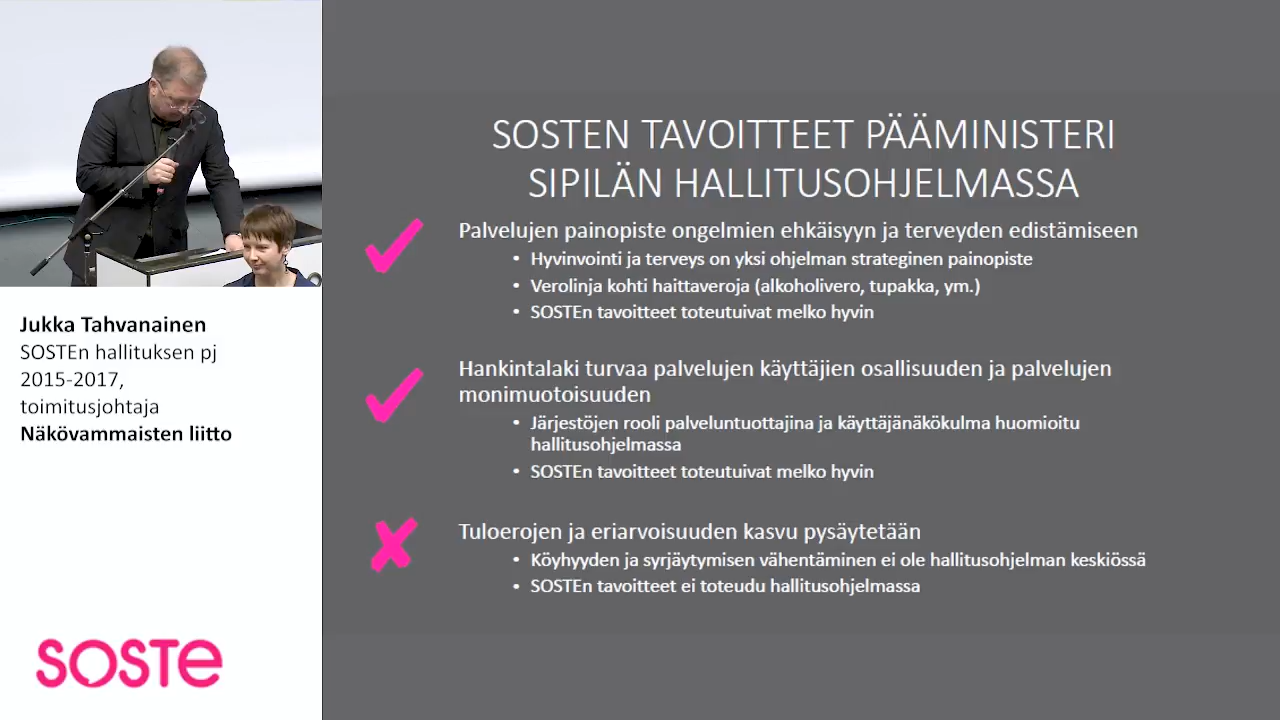 SOSTEN TAVOITTEET PÄÄMINISTERI
SIPILÄN HALLITUSOHJELMASSA
Palvelujen painopiste ongelmien ehkäisyyn ja terveyden edistämiseen
• Hyvinvointi ja terveys on yksi ohjelman strateginen painopiste
• Verolinja kohti haittaveroja (alkoholivero, tupakka, ym.)
• SOSTEn tavoitteet toteutuivat melko hyvin
Hankintalaki turvaa palvelujen käyttäjien osallisuuden ja palvelujen
monimuotoisuuden
• Järjestöjen rooli palveluntuottajina ja käyttäjänäkökulma huomioitu
hallitusohjelmassa
• SOSTEn tavoitteet toteutuivat melko hyvin
Tuloerojen ja eriarvoisuuden kasvu pysäytetään
• Köyhyyden ja syrjäytymisen vähentäminen ei ole hallitusohjelman keskiössä
• SOSTEn tavoitteet ei toteudu hallitusohjelmassa
Jukka Tahvanainen
SOSTEn hallituksen pj
2015-2017,
toimitusjohtaja
Näkövammaisten liitto
SOSTE